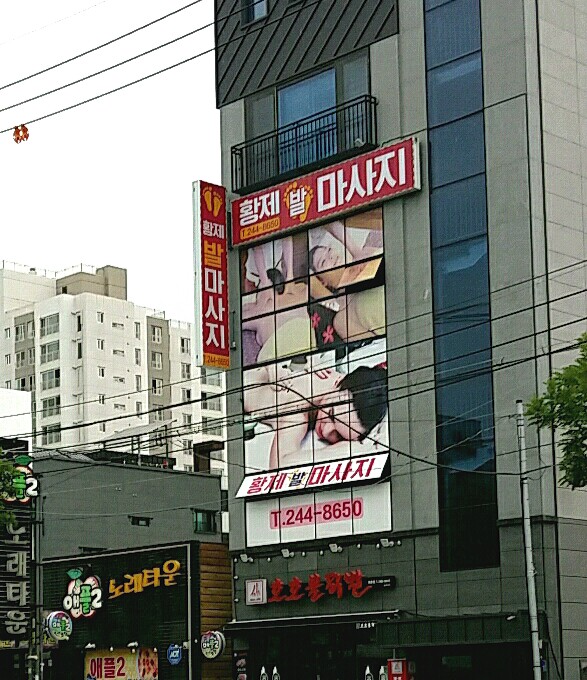 황제 발 마사지
T.244-8650
황제
발
마사지
T.244-8650
황제 발 마사지
T.244-8650
호호불닭발
애플2 노래타운
노래타운
애플2